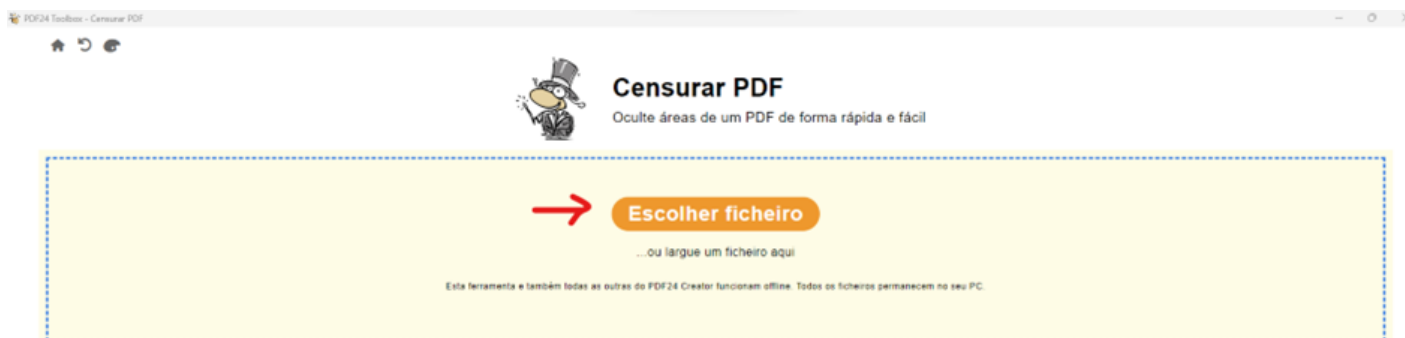 PDF24 Toolbox - Censurar PDF
Censurar PDF
Oculte áreas de um PDF de forma rápida e fácil
Escolher ficheiro
...ou largue um ficheiro aqui
Esta ferramenta e também todas as outras do PDF24 Creator funcionam offline. Todos os ficheiros permanecem no seu PC.